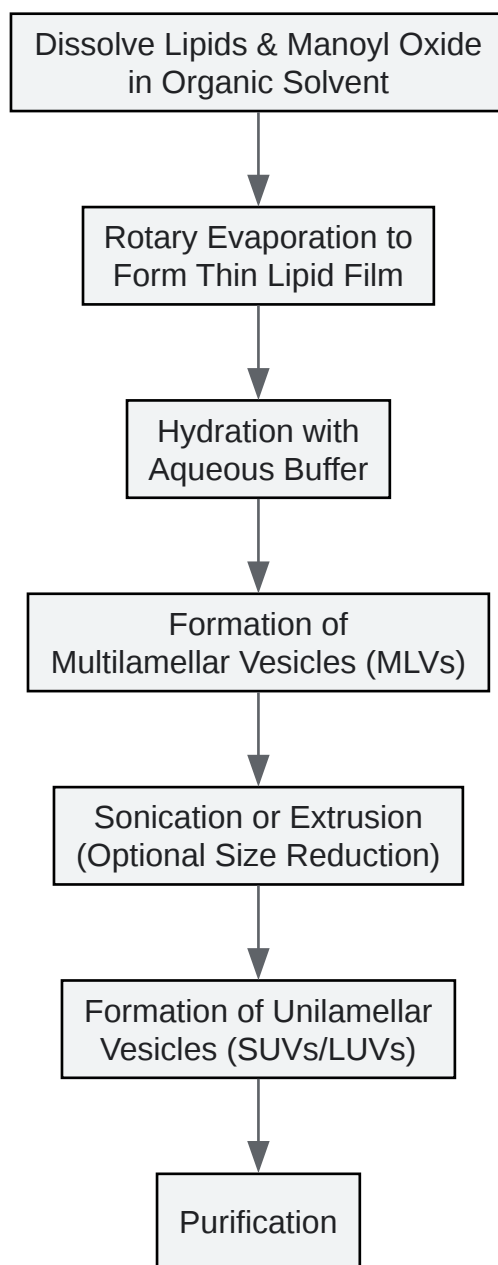 Dissolve Lipids & Manoyl Oxide
in Organic Solvent
Rotary Evaporation to
Form Thin Lipid Film
Hydration with
Aqueous Buffer
Formation of
Multilamellar Vesicles (MLVs)
Sonication or Extrusion
(Optional Size Reduction)
Formation of Unilamellar
Vesicles (SUVs/LUVs)
Purification